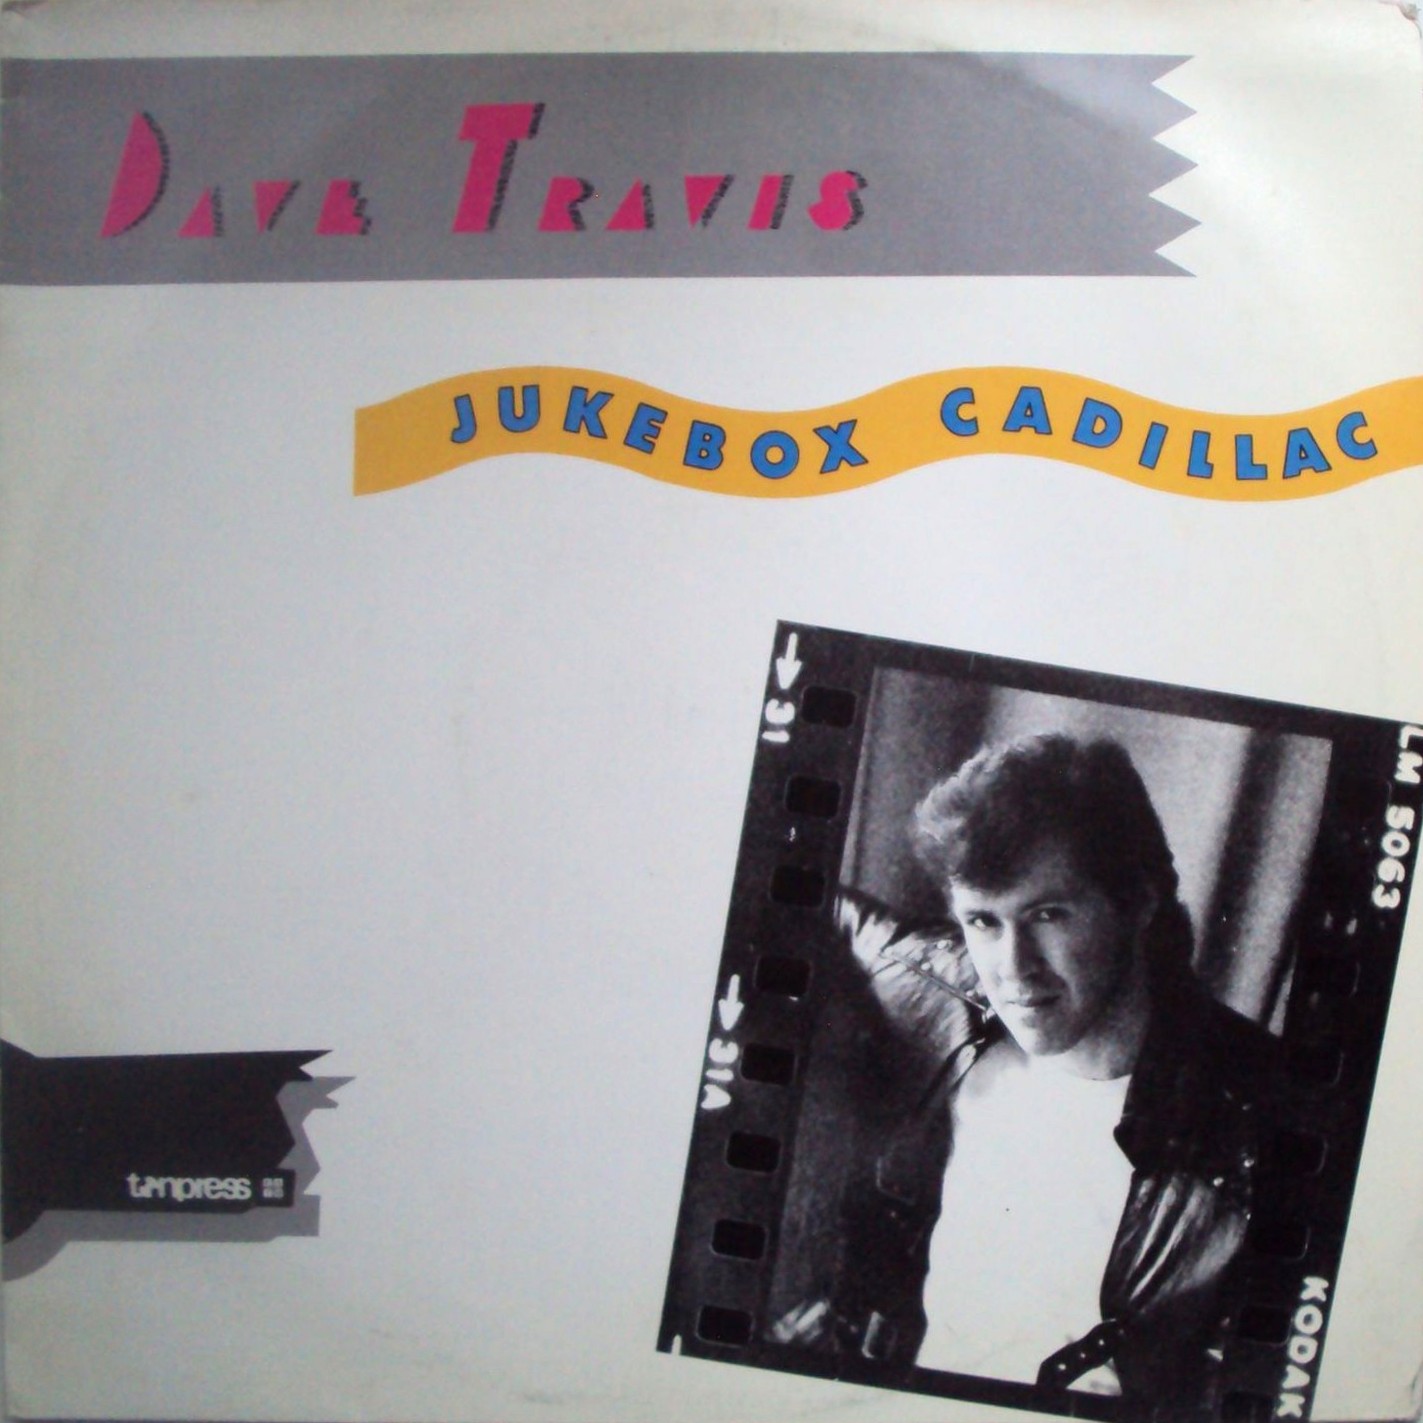 DAVE TRAVIS
JUKEBOX CADILLAC
31
LM 5063
31A
tonpress
KODAK